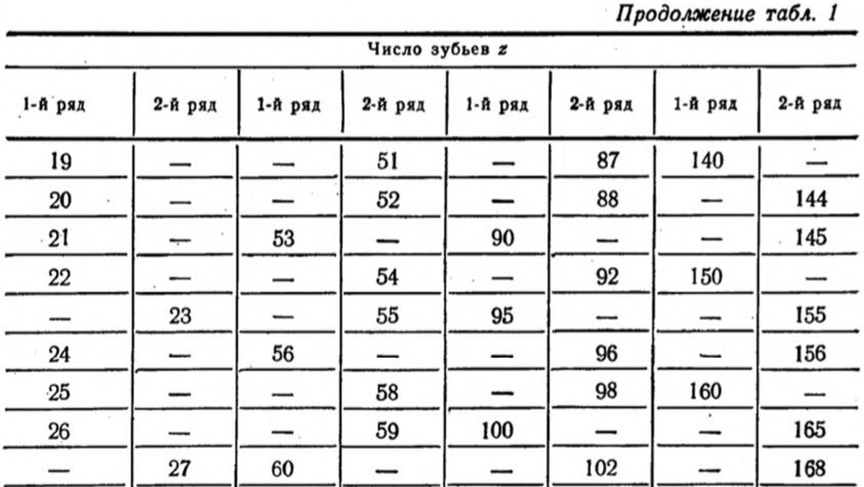 Продолжение табл. 1
Число зубьев z
1-й ряд 2-й ряд 1-й ряд 2-й ряд 1-й ряд 2-й ряд 1-й ряд 2-й ряд
19 — — 51 — 87 140 —
20 — — 52 — 88 — 144
21 — 53 — 90 — — 145
22 — — 54 — 92 150 —
— 23 — 55 95 — — 155
24 — 56 — — 96 — 156
25 — — 58 — 98 160 —
26 — — 59 100 — — 165
— 27 60 — — 102 — 168